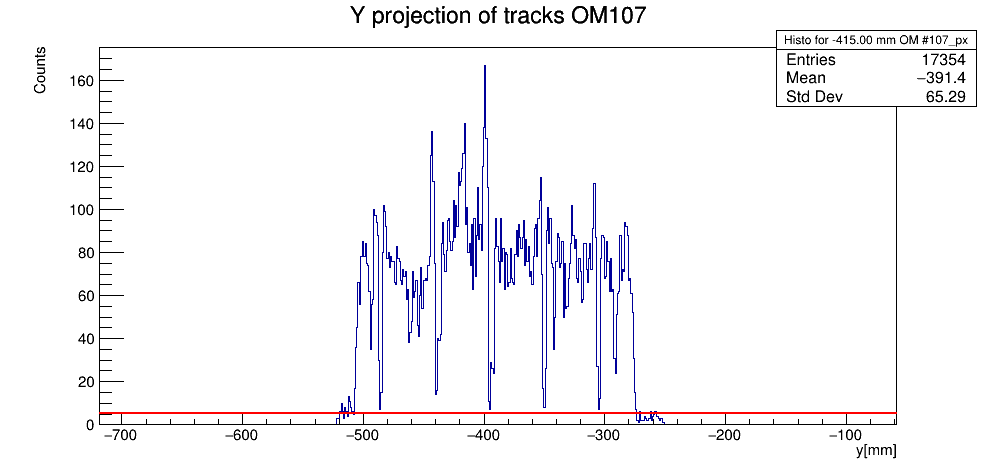 Y projection of tracks OM107
Histo for -415.00 mm OM #107_px
Entries 17354
Mean −391.4
Std Dev 65.29
Counts
160
140
120
100
80
60
40
20
0
−700 −600 −500 −400 −300 −200 −100
y[mm]